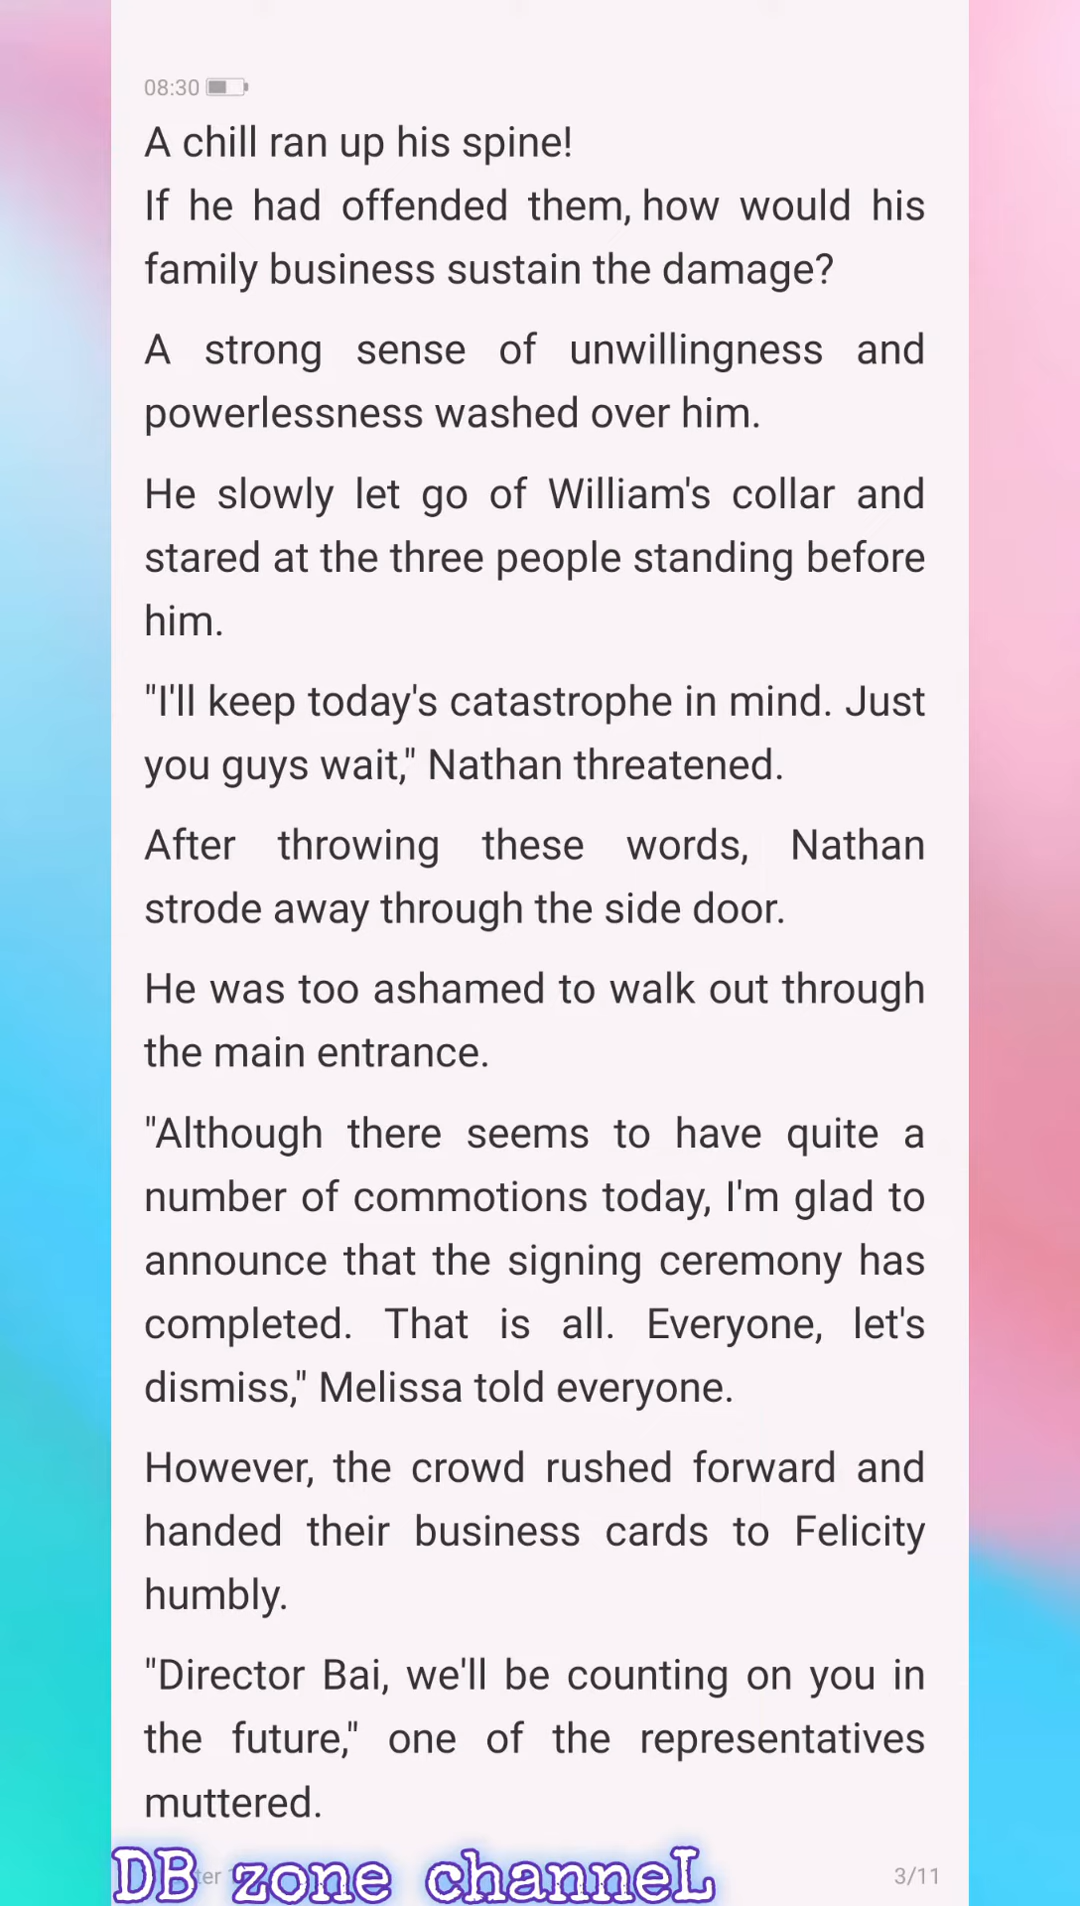 08:30
A chill ran up his spine!
If he had offended them, how would his
family business sustain the damage?
A strong sense of unwillingness and
powerlessness washed over him.
He slowly let go of William's collar and
stared at the three people standing before
him.
"I'll keep today's catastrophe in mind. Just
you guys wait," Nathan threatened.
After throwing these words, Nathan
strode away through the side door.
He was too ashamed to walk out through
the main entrance.
"Although there seems to have quite a
number of commotions today, I'm glad to
announce that the signing ceremony has
completed. That is all. Everyone, let's
dismiss," Melissa told everyone.
However, the crowd rushed forward and
handed their business cards to Felicity
humbly.
"Director Bai, we'll be counting on you in
the future," one of the representatives
muttered.
DB zone channeL
3/11